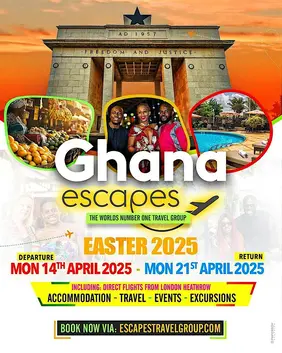 AD 1957
FREEDOM AND JUSTICE
Ghana
escapes
THE WORLDS NUMBER ONE TRAVEL GROUP
EASTER 2025
DEPARTURE
RETURN
MON 14TH APRIL 2025 - MON 21ST APRIL 2025
INCLUDING: DIRECT FLIGHTS FROM LONDON HEATHROW
ACCOMMODATION - TRAVEL - EVENTS - EXCURSIONS
BOOK NOW VIA: ESCAPESTRAVELGROUP.COM